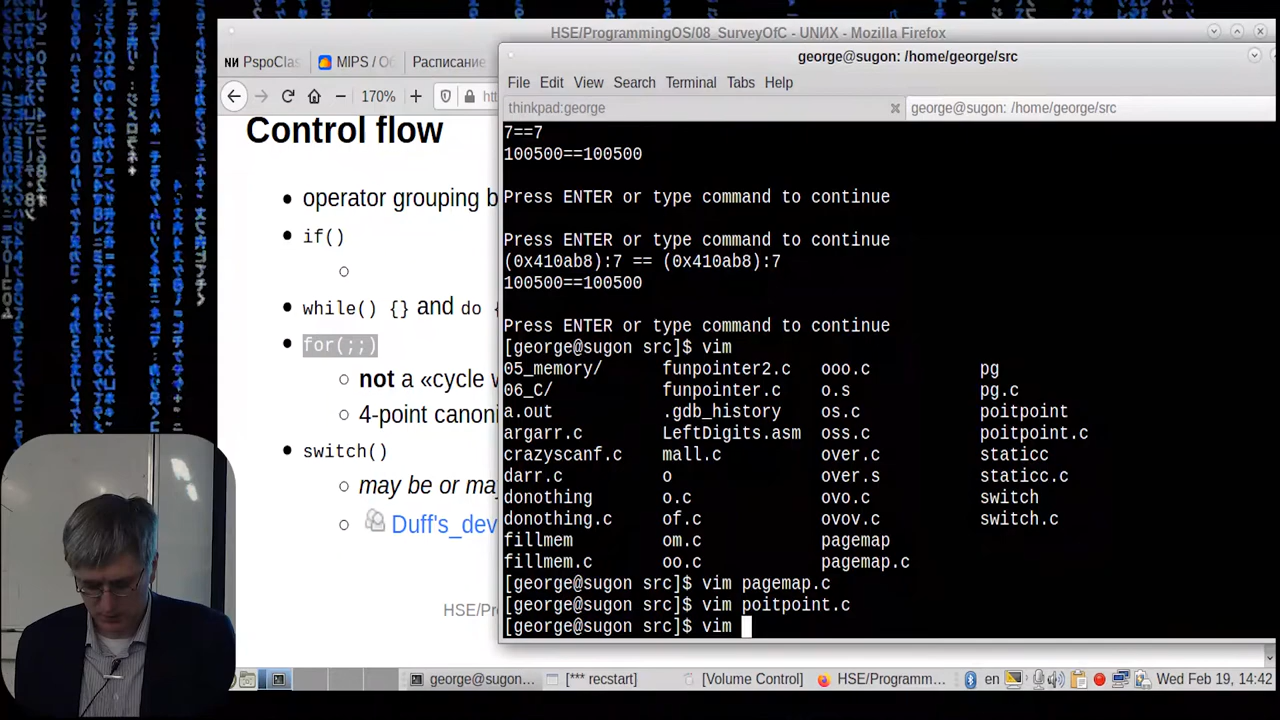 HSE/ProgrammingOS/08_SurveyOfC - UNИX - Mozilla Firefox
NИ PspoClas
MIPS / Oб
Расписание
170%
htt
Control flow
operator grouping b
if()
while() {} and do {
for(;;)
not a «cycle w
4-point canoni
switch()
may be or ma
Duff's_dev
HSE/Pro
george@sugon: /home/george/src
File Edit View Search Terminal Tabs Help
thinkpad:george
george@sugon: /home/george/src
7==7
100500==100500
Press ENTER or type command to continue
Press ENTER or type command to continue
(0x410ab8):7 == (0x410ab8):7
100500==100500
Press ENTER or type command to continue
[george@sugon src]$ vim
05_memory/ funpointer2.c ooo.c pg
06_C/ funpointer.c o.s pg.c
a.out .gdb_history os.c poitpoint
argarr.c LeftDigits.asm oss.c poitpoint.c
crazyscanf.c mall.c over.c staticc
darr.c o over.s staticc.c
donothing o.c ovo.c switch
donothing.c of.c ovov.c switch.c
fillmem om.c pagemap
fillmem.c oo.c pagemap.c
[george@sugon src]$ vim pagemap.c
[george@sugon src]$ vim poitpoint.c
[george@sugon src]$ vim
george@sugon...
[*** recstart]
[Volume Control]
HSE/Programm...
en
Wed Feb 19, 14:42